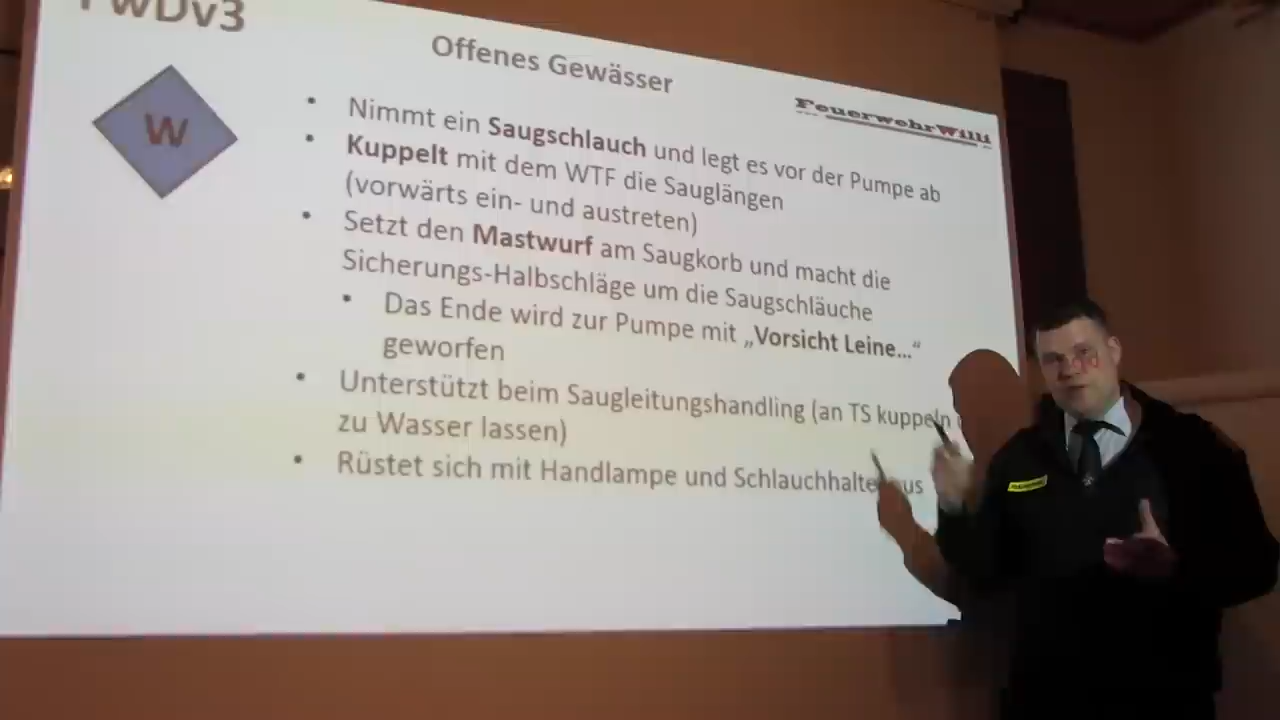 FwDv3
Offenes Gewässer
FeuerwehrWilli
W
• Nimmt ein Saugschlauch und legt es vor der Pumpe ab
• Kuppelt mit dem WTF die Sauglängen
(vorwärts ein- und austreten)
• Setzt den Mastwurf am Saugkorb und macht die
Sicherungs-Halbschläge um die Saugschläuche
• Das Ende wird zur Pumpe mit „Vorsicht Leine...“
geworfen
• Unterstützt beim Saugleitungshandling (an TS kuppeln
zu Wasser lassen)
• Rüstet sich mit Handlampe und Schlauchhalter aus